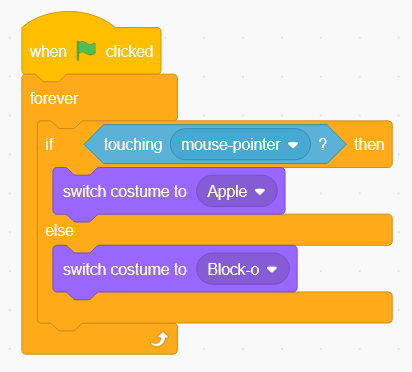 when clicked
forever
if touching mouse-pointer ? then
switch costume to Apple
else
switch costume to Block-o